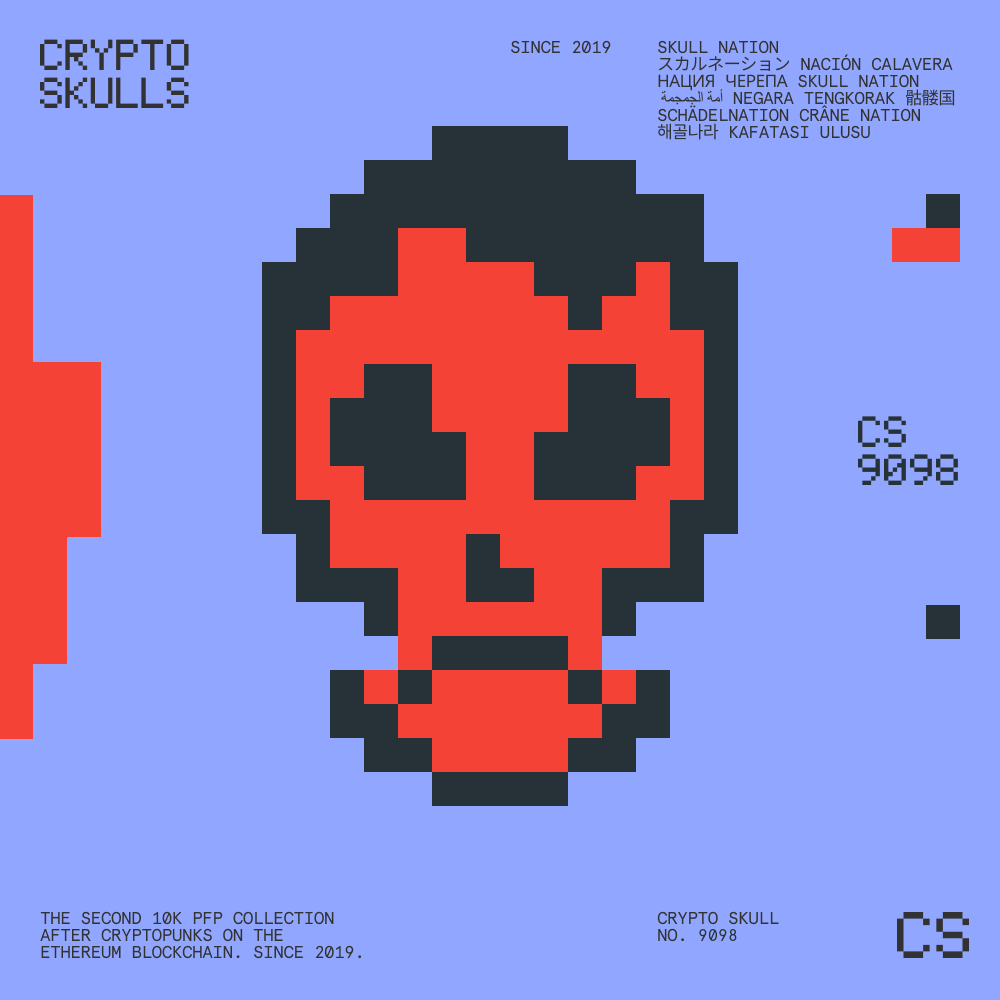 CRYPTO
SKULLS
SINCE 2019
SKULL NATION
スカルネーション NACIÓN CALAVERA
НАЦИЯ ЧЕРЕПА SKULL NATION
أمة الجمجمة NEGARA TENGKORAK 骷髅国
SCHÄDELNATION CRÂNE NATION
해골나라 KAFATASI ULUSU
CS
9098
THE SECOND 10K PFP COLLECTION
AFTER CRYPTOPUNKS ON THE
ETHEREUM BLOCKCHAIN. SINCE 2019.
CRYPTO SKULL
NO. 9098
CS